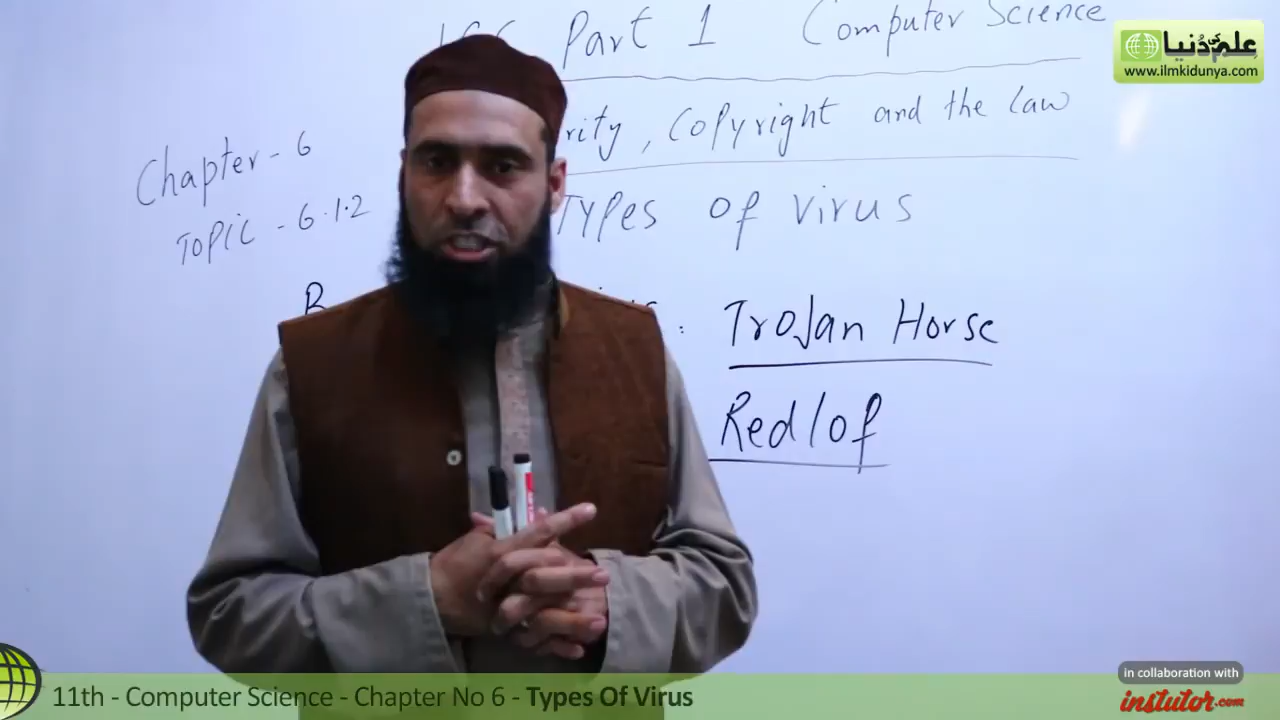 Part 1 Computer Science
rity, Copyright and the Law
Chapter - 6
Topic - 6.1.2
Types of virus
Trojan Horse
Redlof
علم کی دُنیا
www.ilmkidunya.com
11th - Computer Science - Chapter No 6 - Types Of Virus
in collaboration with
instutor.com